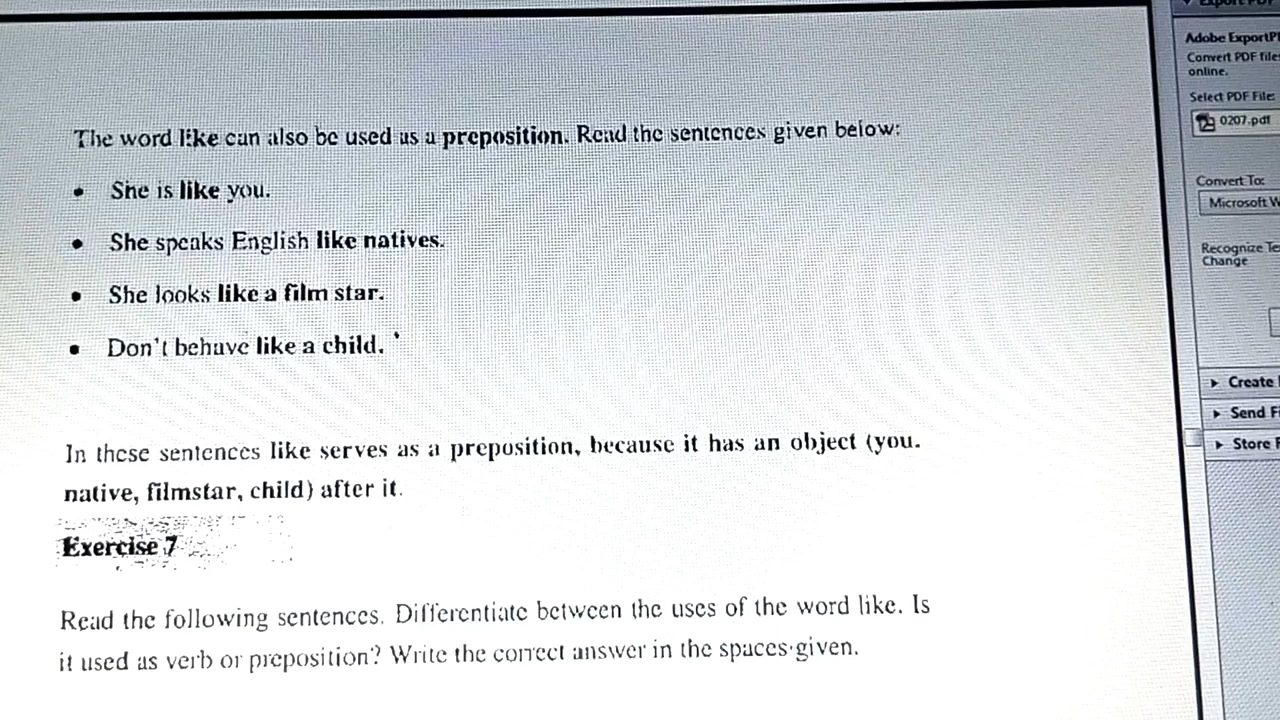 The word like can also be used as a preposition. Read the sentences given below:
• She is like you.
• She speaks English like natives.
• She looks like a film star.
• Don't behave like a child.
In these sentences like serves as a preposition, because it has an object (you.
native, filmstar, child) after it.
Exercise 7
Read the following sentences. Differentiate between the uses of the word like. Is
it used as verb or preposition? Write the correct answer in the spaces given.
Export PDF
Adobe ExportP
Convert PDF file
online.
Select PDF File:
0207.pdf
Convert To:
Microsoft W
Recognize Te
Change
Create
Send Fi
Store